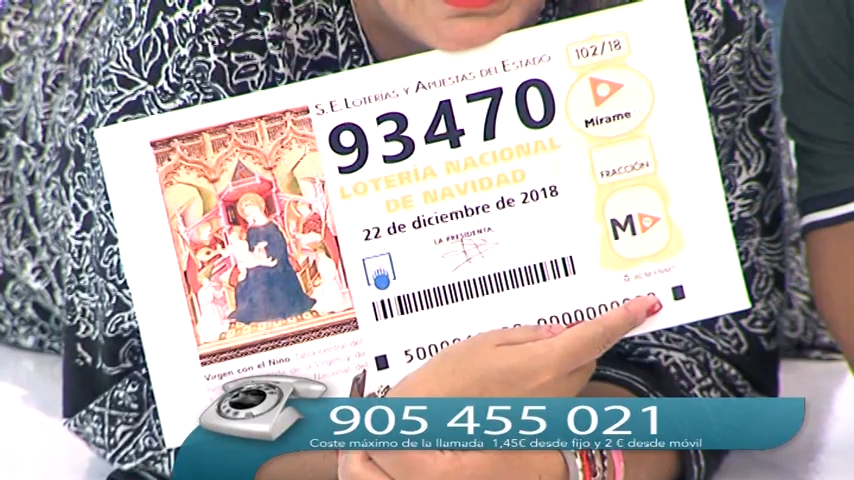 102/18
S.E. LOTERÍAS Y APUESTAS DEL ESTADO
93470
Mírame
LOTERÍA NACIONAL
DE NAVIDAD
FRACCIÓN
22 de diciembre de 2018
LA PRESIDENTA
M
Virgen con el Niño.
905 455 021
Coste máximo de la llamada 1,45€ desde fijo y 2 € desde móvil